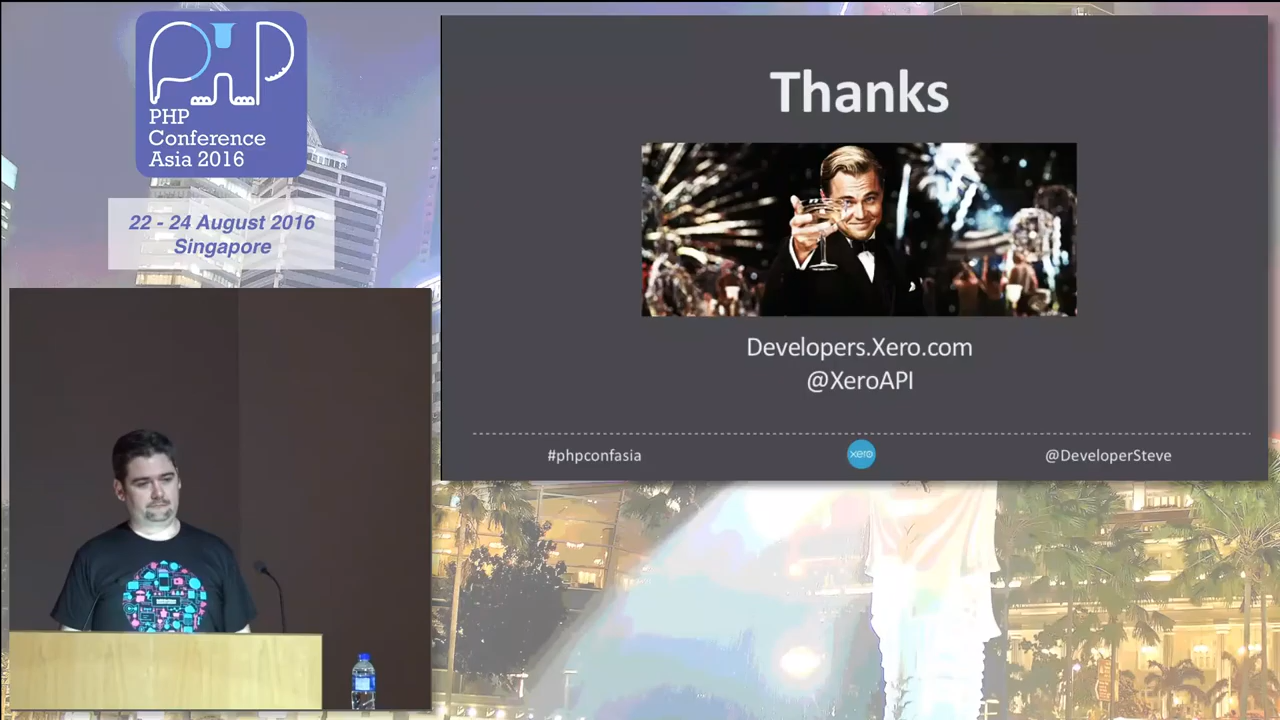 PHP
Conference
Asia 2016
22 - 24 August 2016
Singapore
Thanks
Developers.Xero.com
@XeroAPI
#phpconfasia
xero
@DeveloperSteve